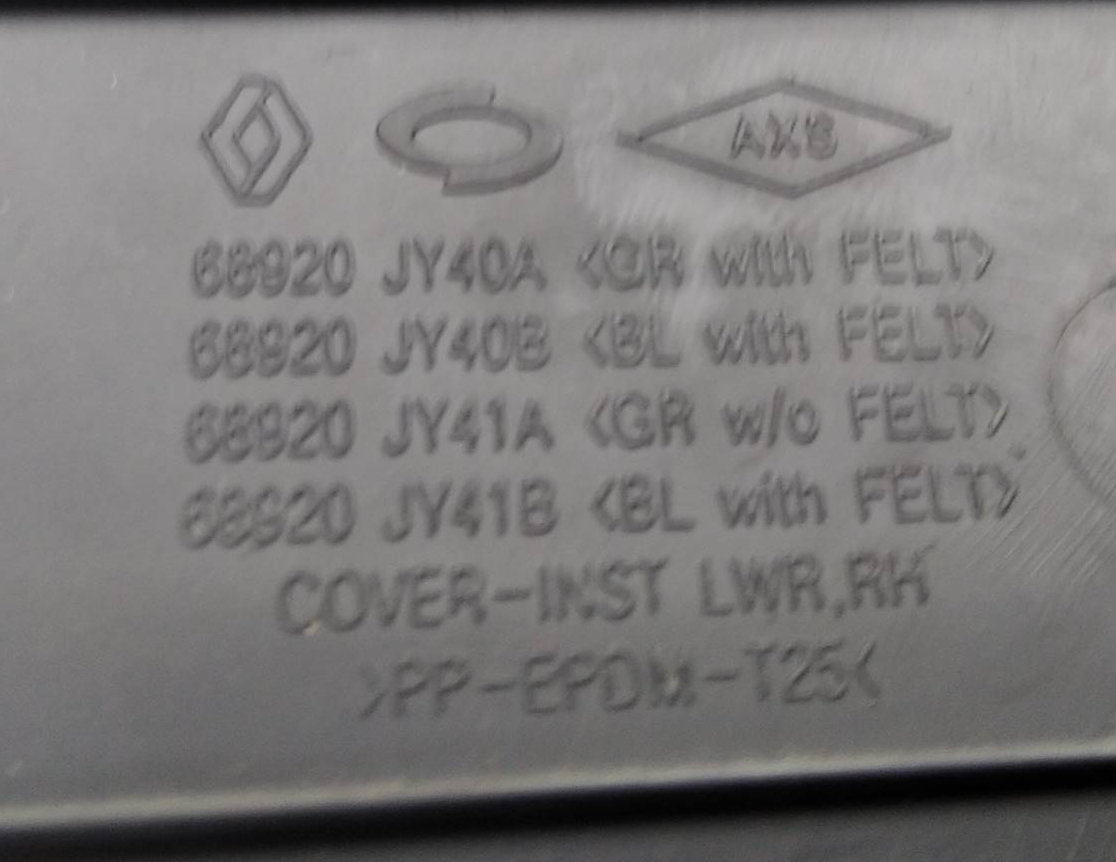 AXS
68920 JY40A <GR with FELT>
68920 JY40B <BL with FELT>
68920 JY41A <GR w/o FELT>
68920 JY41B <BL with FELT>
COVER-INST LWR,RH
>PP-EPDM-T25<